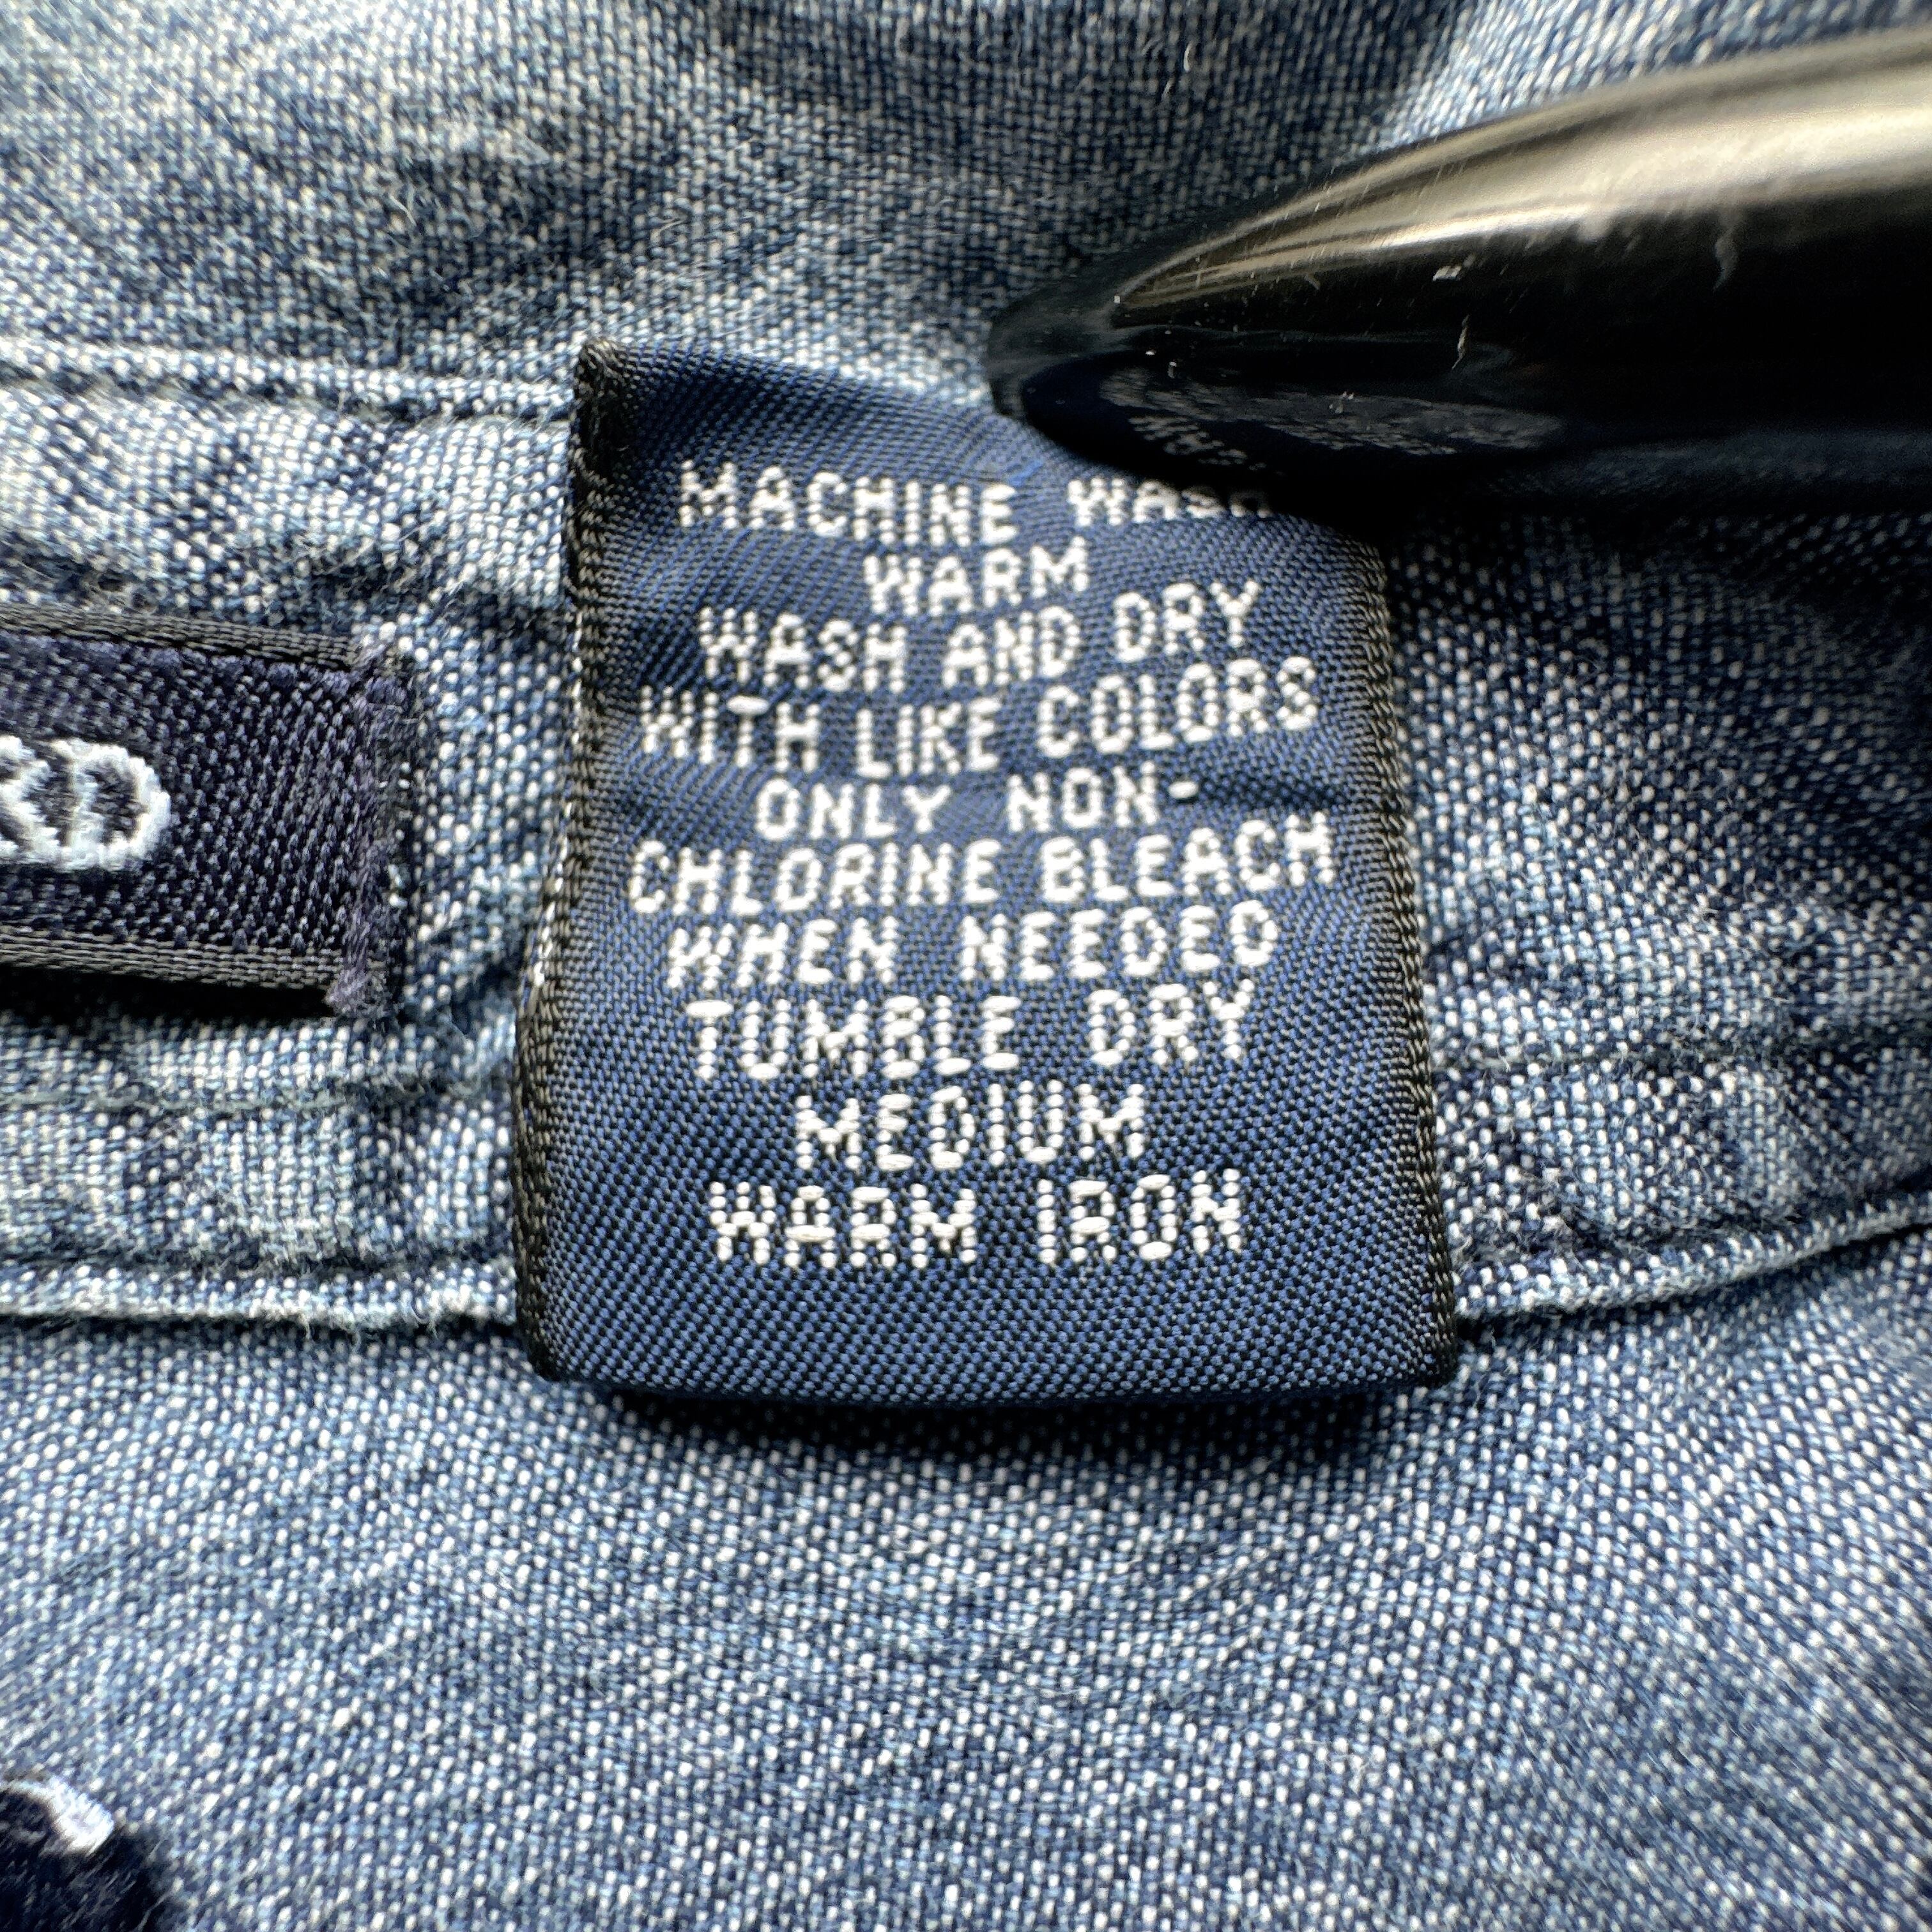 MACHINE WASH
WARM
WASH AND DRY
WITH LIKE COLORS
ONLY NON-
CHLORINE BLEACH
WHEN NEEDED
TUMBLE DRY
MEDIUM
WARM IRON